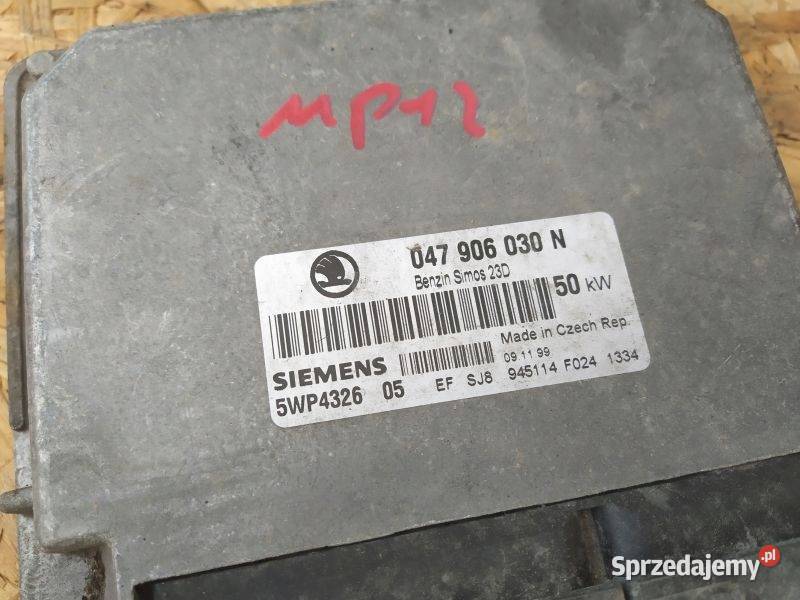 MP12
047 906 030 N
Benzin Simos 23D
50 kW
Made in Czech Rep.
SIEMENS
09.11.99
5WP4326 05 EF SJ8 945114 F024 1334
Sprzedajemy.pl